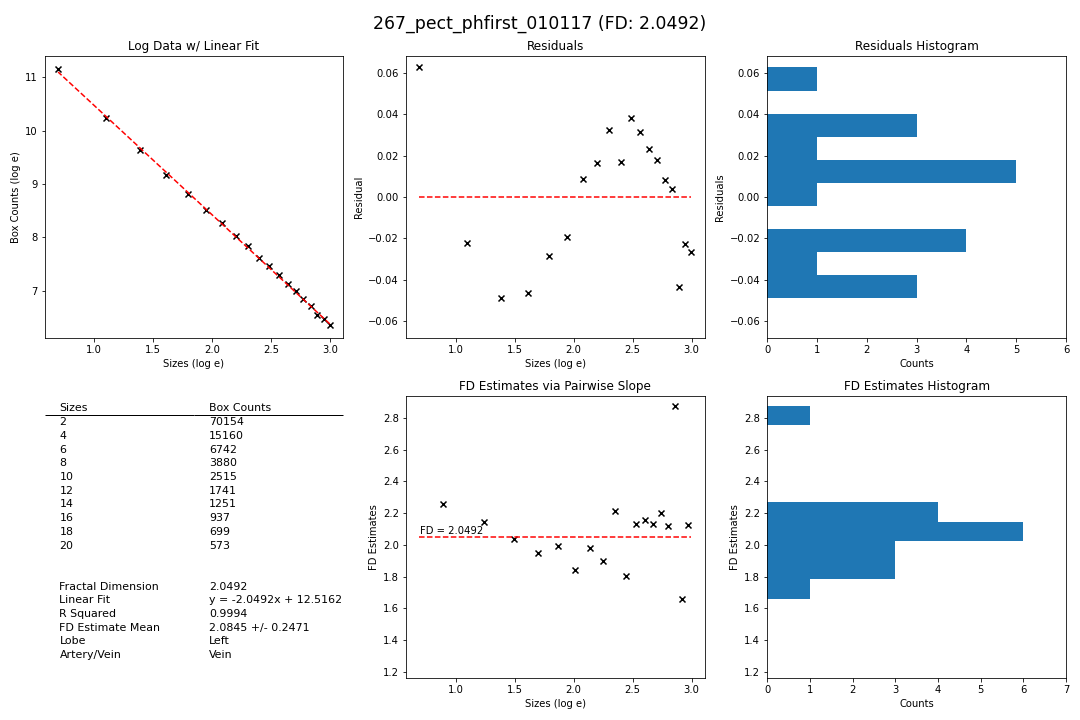 267_pect_phfirst_010117 (FD: 2.0492)
Log Data w/ Linear Fit
Box Counts (log e)
11
10
9
8
7
1.0 1.5 2.0 2.5 3.0
Sizes (log e)
Residuals
Residual
0.06
0.04
0.02
0.00
−0.02
−0.04
−0.06
1.0 1.5 2.0 2.5 3.0
Sizes (log e)
Residuals Histogram
Residuals
0.06
0.04
0.02
0.00
−0.02
−0.04
−0.06
0 1 2 3 4 5 6
Counts
Sizes Box Counts
2 70154
4 15160
6 6742
8 3880
10 2515
12 1741
14 1251
16 937
18 699
20 573
Fractal Dimension 2.0492
Linear Fit y = -2.0492x + 12.5162
R Squared 0.9994
FD Estimate Mean 2.0845 +/- 0.2471
Lobe Left
Artery/Vein Vein
FD Estimates via Pairwise Slope
FD Estimates
2.8
2.6
2.4
2.2
2.0
1.8
1.6
1.4
1.2
FD = 2.0492
1.0 1.5 2.0 2.5 3.0
Sizes (log e)
FD Estimates Histogram
FD Estimates
2.8
2.6
2.4
2.2
2.0
1.8
1.6
1.4
1.2
0 1 2 3 4 5 6 7
Counts